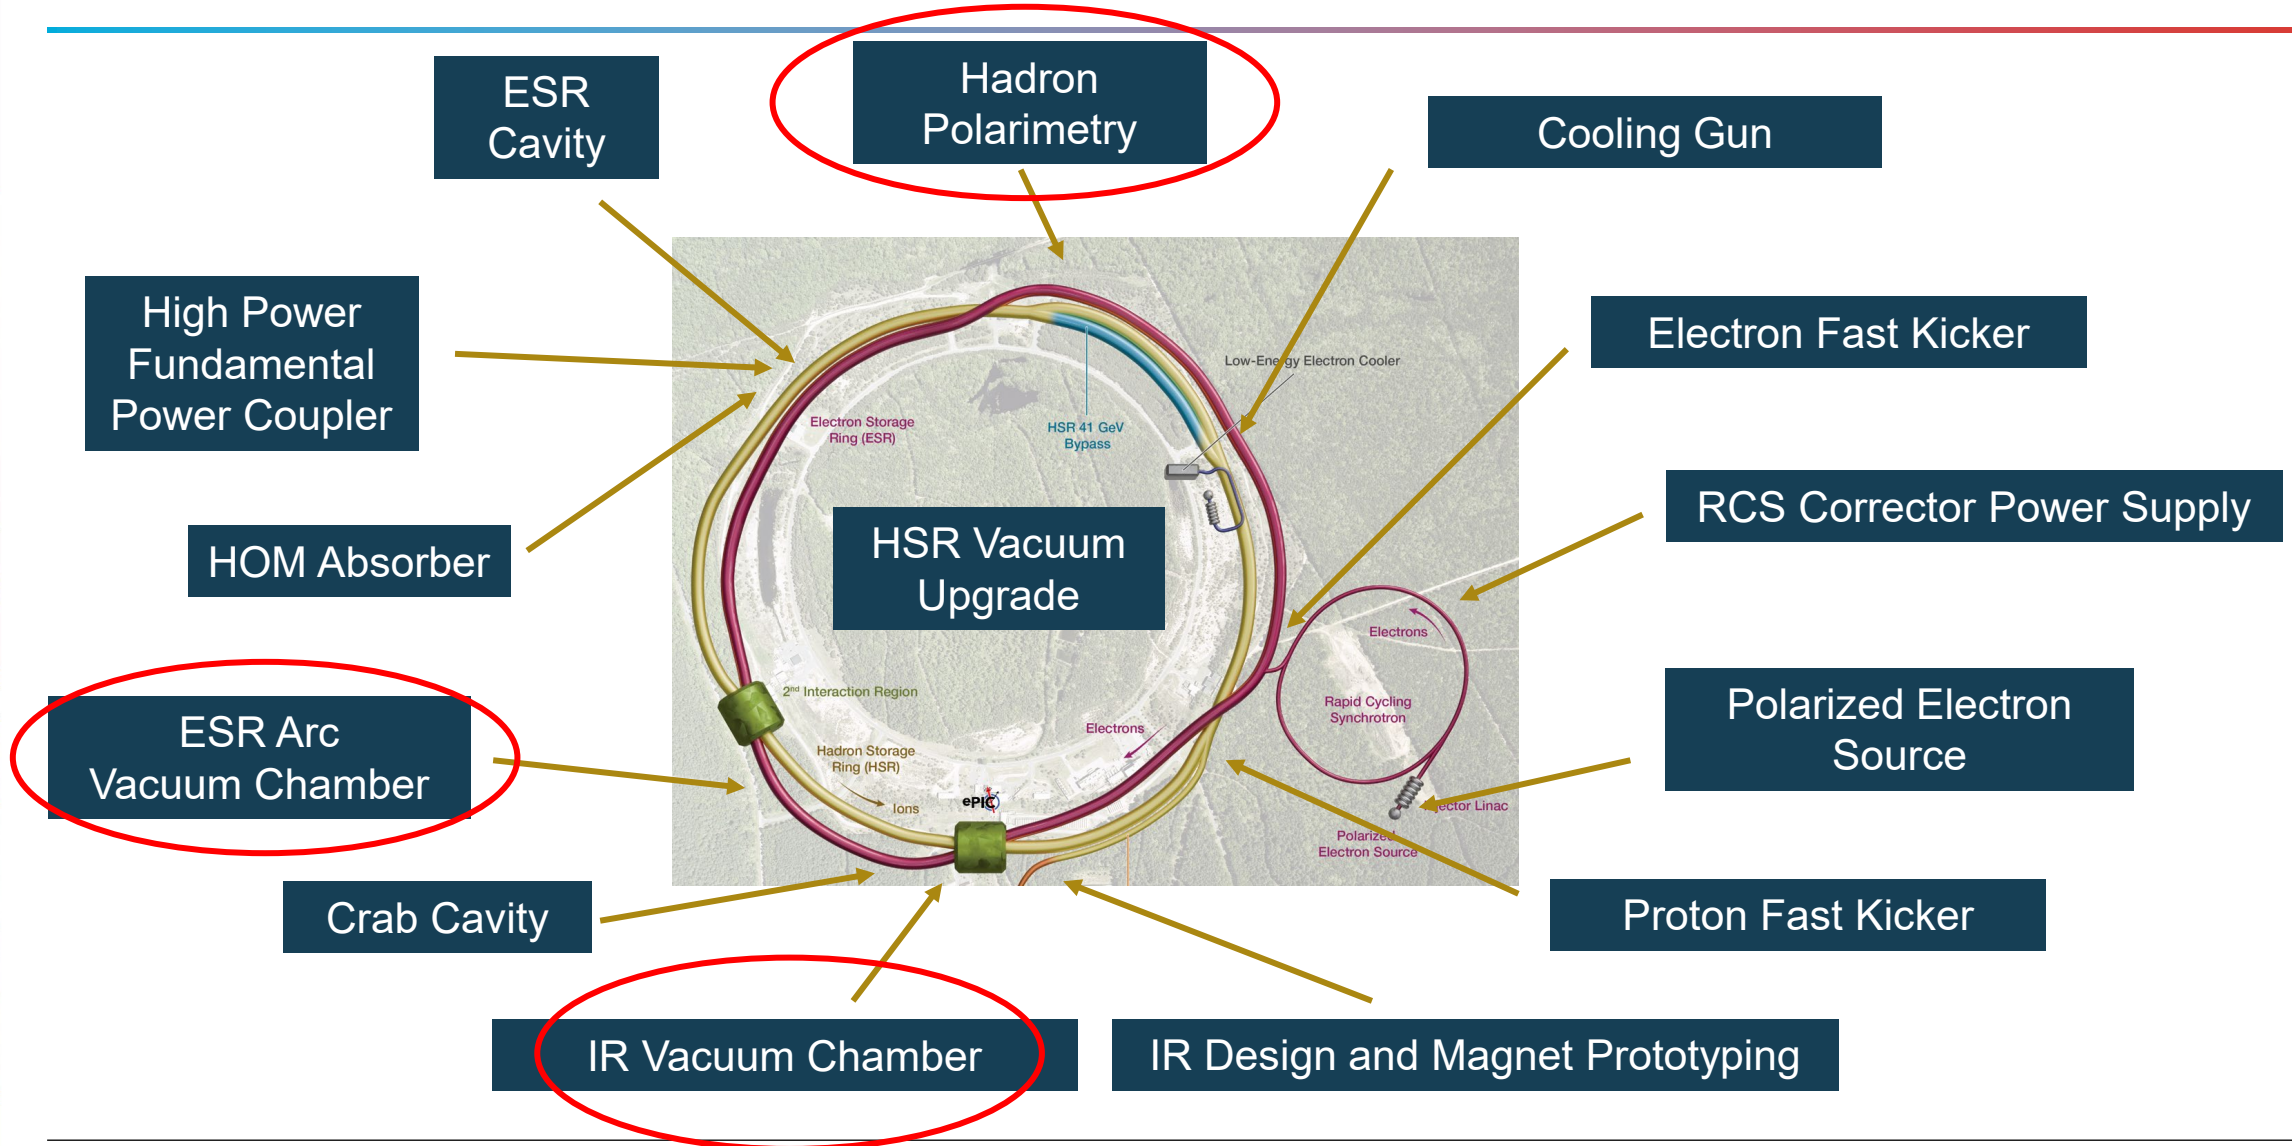 ESR
Cavity
Hadron
Polarimetry
Cooling Gun
High Power
Fundamental
Power Coupler
Electron Fast Kicker
Low-Energy Electron Cooler
Electron Storage
Ring (ESR)
HSR 41 GeV
Bypass
RCS Corrector Power Supply
HOM Absorber
HSR Vacuum
Upgrade
Electrons
2nd Interaction Region
Rapid Cycling
Synchrotron
Polarized Electron
Source
ESR Arc
Vacuum Chamber
Electrons
Hadron Storage
Ring (HSR)
Ions
ePIC
Linac
Polarized
Electron Source
Crab Cavity
Proton Fast Kicker
IR Vacuum Chamber
IR Design and Magnet Prototyping